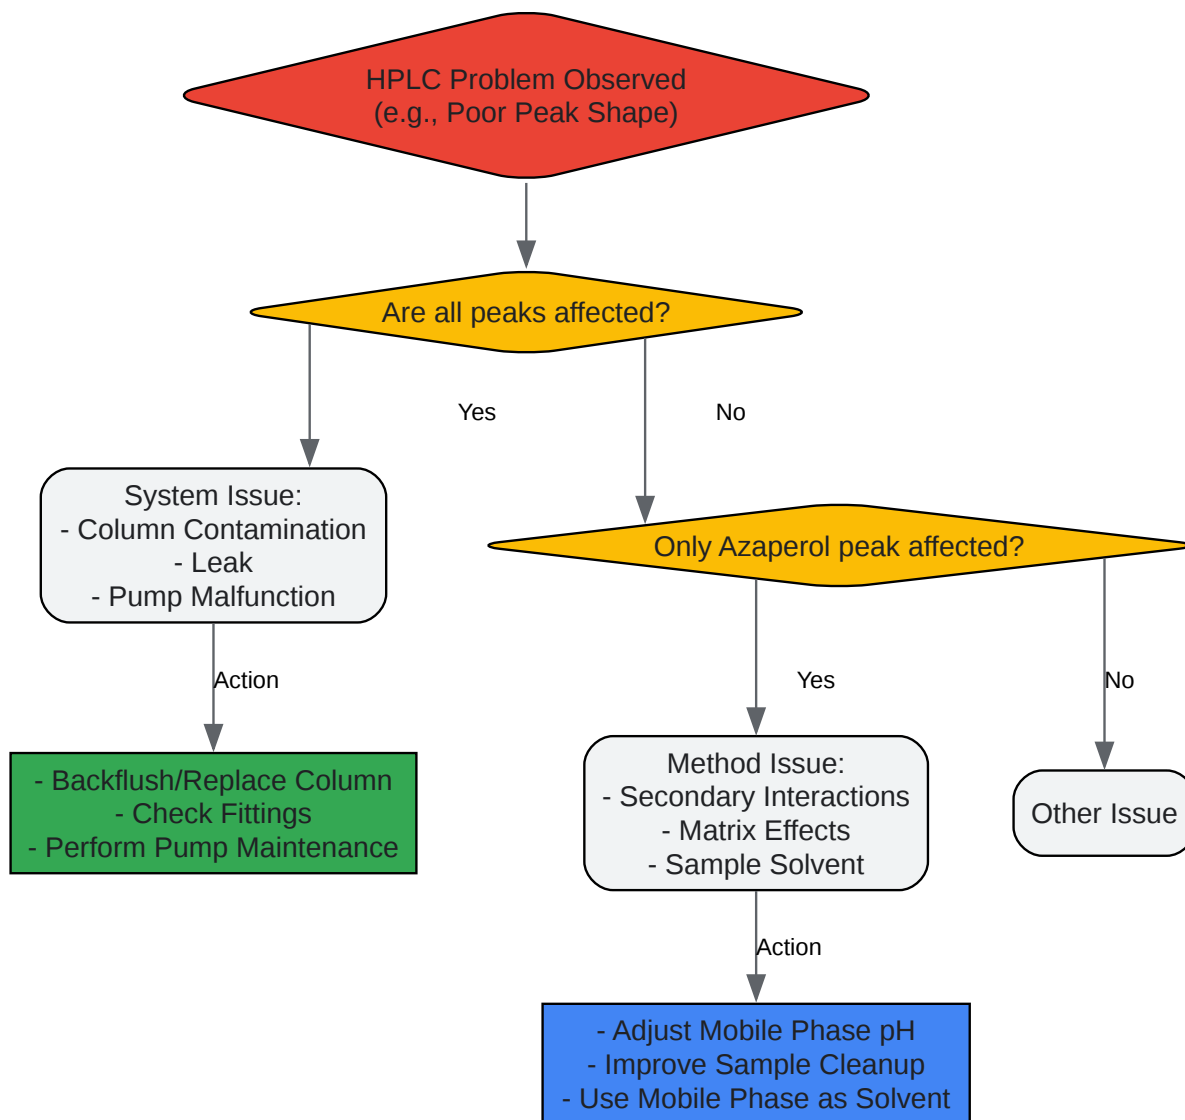 HPLC Problem Observed
(e.g., Poor Peak Shape)
Are all peaks affected?
Yes
No
System Issue:
- Column Contamination
- Leak
- Pump Malfunction
Only Azaperol peak affected?
Action
Yes
No
- Backflush/Replace Column
- Check Fittings
- Perform Pump Maintenance
Method Issue:
- Secondary Interactions
- Matrix Effects
- Sample Solvent
Other Issue
Action
- Adjust Mobile Phase pH
- Improve Sample Cleanup
- Use Mobile Phase as Solvent